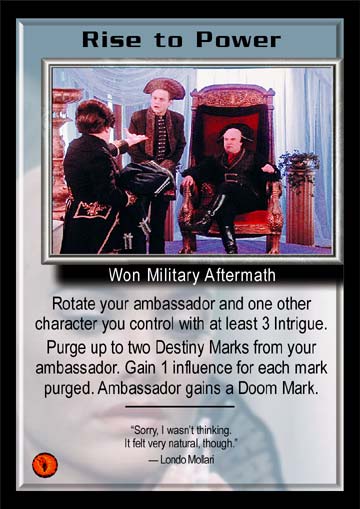 Rise to Power
Won Military Aftermath
Rotate your ambassador and one other
character you control with at least 3 Intrigue.
Purge up to two Destiny Marks from your
ambassador. Gain 1 influence for each mark
purged. Ambassador gains a Doom Mark.
“Sorry, I wasn’t thinking.
It felt very natural, though.”
— Londo Mollari